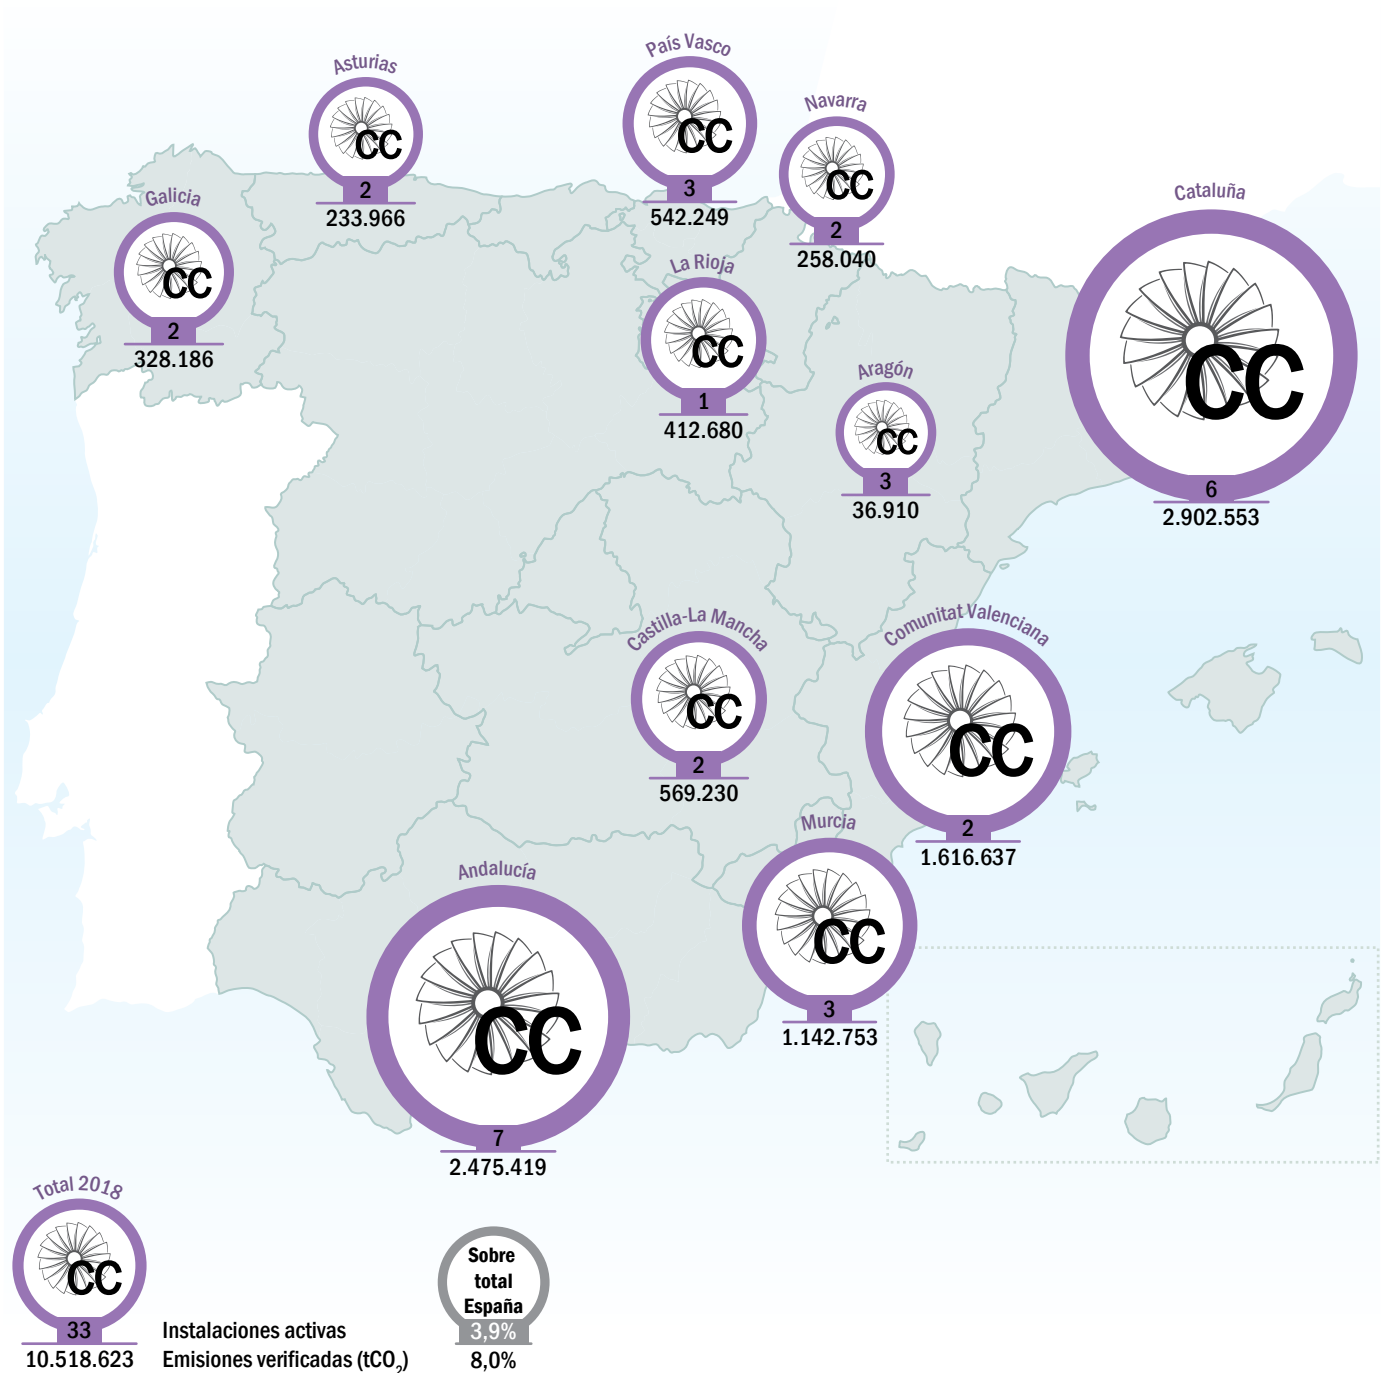 Asturias
CC
2
233.966
País Vasco
CC
3
542.249
Navarra
CC
2
258.040
Galicia
CC
2
328.186
La Rioja
CC
1
412.680
Cataluña
CC
6
2.902.553
Aragón
CC
3
36.910
Castilla-La Mancha
CC
2
569.230
Comunitat Valenciana
CC
2
1.616.637
Murcia
CC
3
1.142.753
Andalucía
CC
7
2.475.419
Total 2018
CC
33
10.518.623
Instalaciones activas
Emisiones verificadas (tCO₂)
Sobre
total
España
3,9%
8,0%